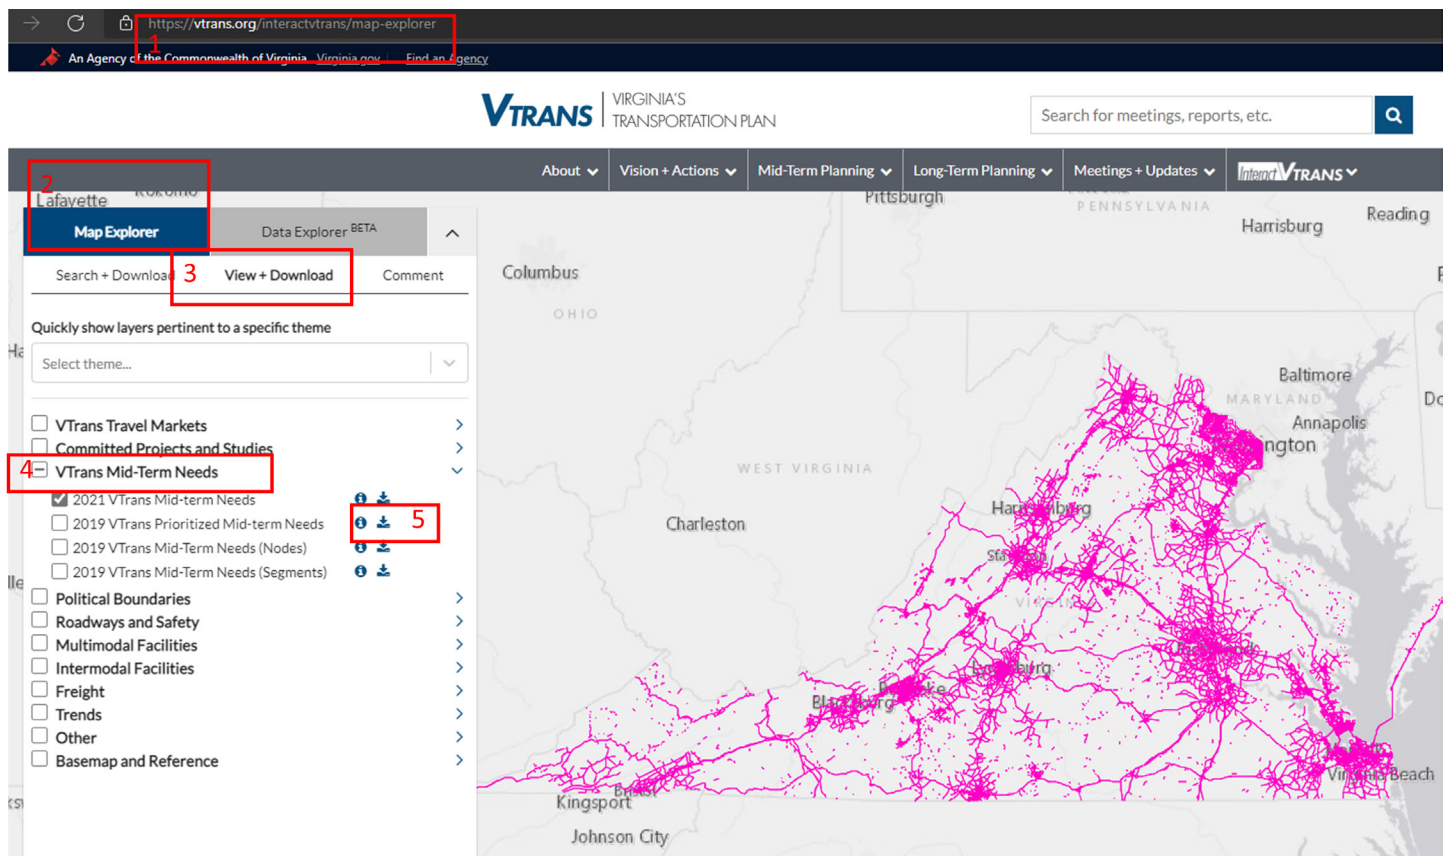 https://vtrans.org/interactvtrans/map-explorer
1
An Agency of the Commonwealth of Virginia Virginia.gov Find an Agency
VTRANS VIRGINIA'S
TRANSPORTATION PLAN
Search for meetings, reports, etc.
About Vision + Actions Mid-Term Planning Long-Term Planning Meetings + Updates InteractVTRANS
2
Lafayette Kokomo
Map Explorer Data Explorer BETA
3
Search + Download View + Download Comment
Quickly show layers pertinent to a specific theme
Select theme...
VTrans Travel Markets
Committed Projects and Studies
4 VTrans Mid-Term Needs
2021 VTrans Mid-term Needs
2019 VTrans Prioritized Mid-term Needs 5
2019 VTrans Mid-Term Needs (Nodes)
2019 VTrans Mid-Term Needs (Segments)
Political Boundaries
Roadways and Safety
Multimodal Facilities
Intermodal Facilities
Freight
Trends
Other
Basemap and Reference
Pittsburgh
PENNSYLVANIA
Harrisburg
Reading
Columbus
OHIO
Baltimore
MARYLAND
Annapolis
WEST VIRGINIA
Charleston
Virginia Beach
Kingsport
Johnson City